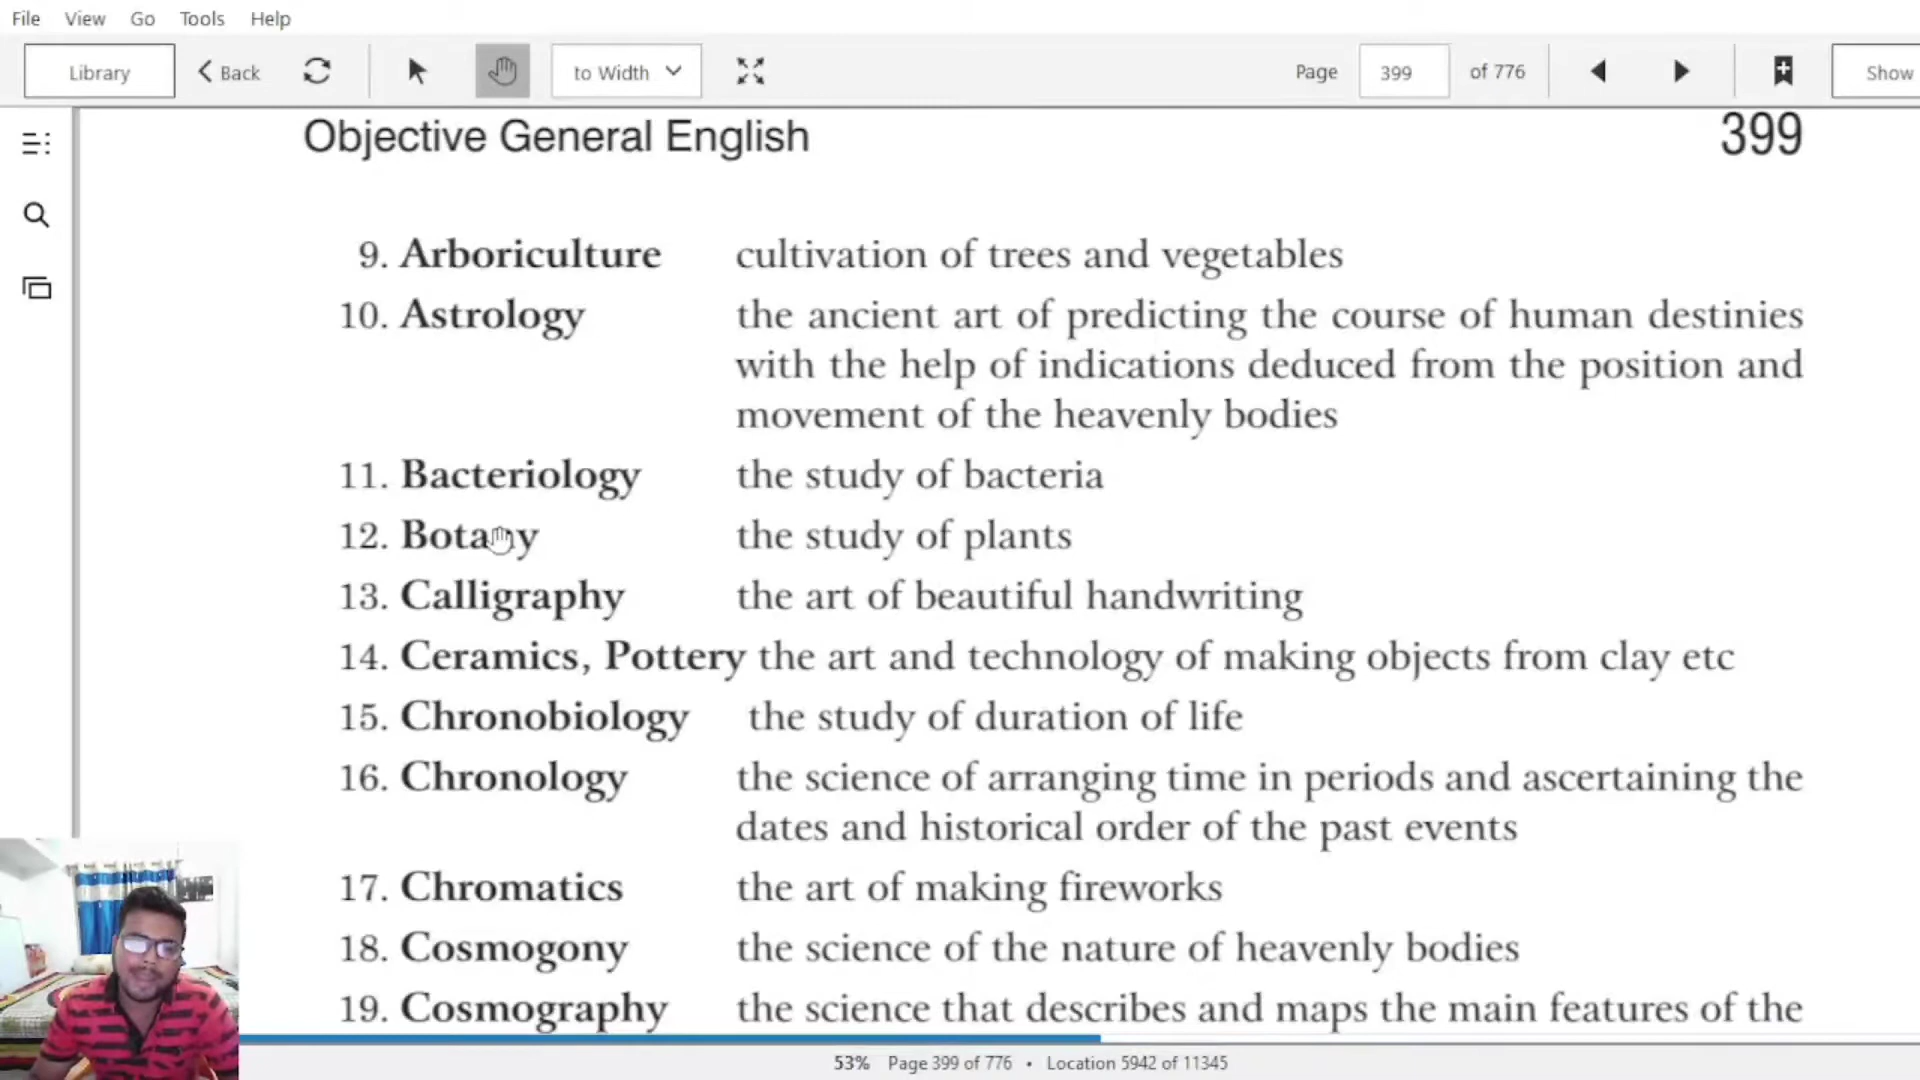 File View Go Tools Help
Library Back to Width Page 399 of 776 Show
Objective General English 399
9. Arboriculture cultivation of trees and vegetables
10. Astrology the ancient art of predicting the course of human destinies
with the help of indications deduced from the position and
movement of the heavenly bodies
11. Bacteriology the study of bacteria
12. Botany the study of plants
13. Calligraphy the art of beautiful handwriting
14. Ceramics, Pottery the art and technology of making objects from clay etc
15. Chronobiology the study of duration of life
16. Chronology the science of arranging time in periods and ascertaining the
dates and historical order of the past events
17. Chromatics the art of making fireworks
18. Cosmogony the science of the nature of heavenly bodies
19. Cosmography the science that describes and maps the main features of the
53% Page 399 of 776 • Location 5942 of 11345